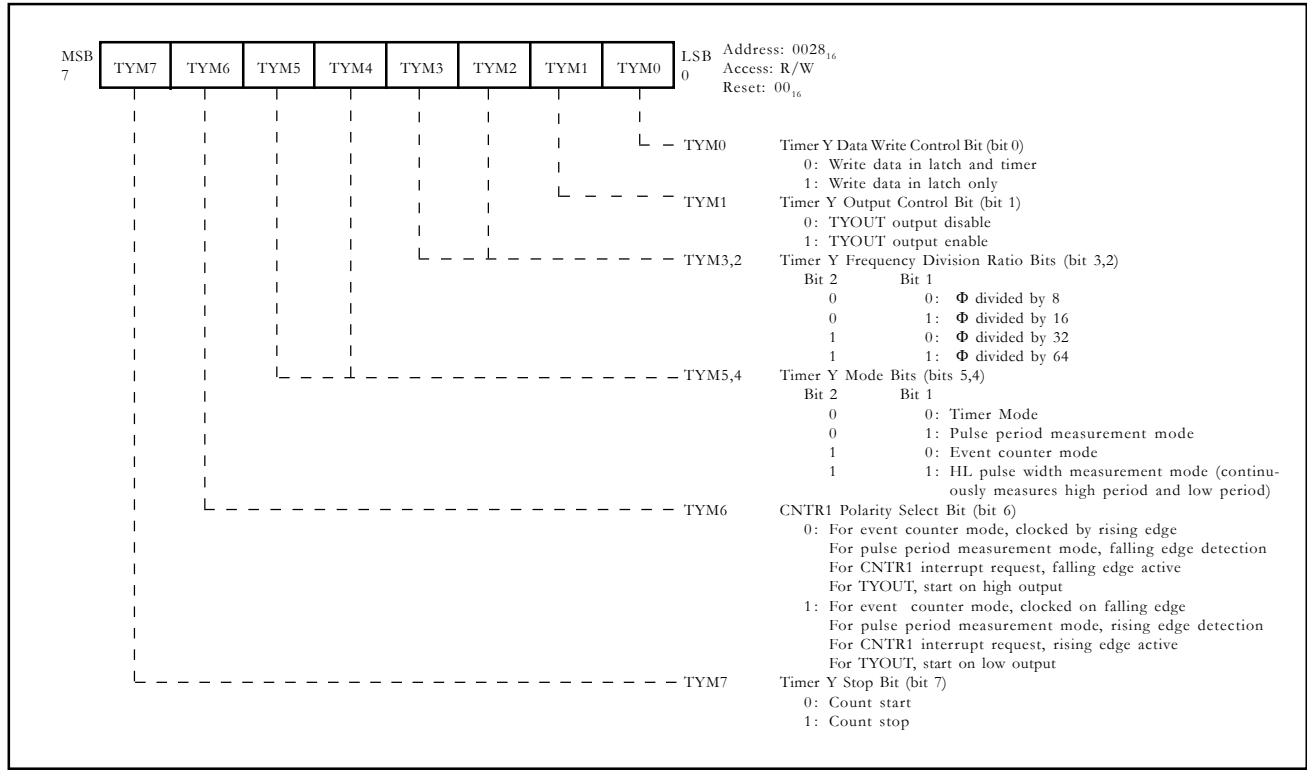 MSB
7
TYM7 TYM6 TYM5 TYM4 TYM3 TYM2 TYM1 TYM0
LSB
0
Address: 0028₁₆
Access: R/W
Reset: 00₁₆
TYM0 Timer Y Data Write Control Bit (bit 0)
0: Write data in latch and timer
1: Write data in latch only
TYM1 Timer Y Output Control Bit (bit 1)
0: TYOUT output disable
1: TYOUT output enable
TYM3,2 Timer Y Frequency Division Ratio Bits (bit 3,2)
Bit 2 Bit 1
0 0: Φ divided by 8
0 1: Φ divided by 16
1 0: Φ divided by 32
1 1: Φ divided by 64
TYM5,4 Timer Y Mode Bits (bits 5,4)
Bit 2 Bit 1
0 0: Timer Mode
0 1: Pulse period measurement mode
1 0: Event counter mode
1 1: HL pulse width measurement mode (continu-
ously measures high period and low period)
TYM6 CNTR1 Polarity Select Bit (bit 6)
0: For event counter mode, clocked by rising edge
For pulse period measurement mode, falling edge detection
For CNTR1 interrupt request, falling edge active
For TYOUT, start on high output
1: For event counter mode, clocked on falling edge
For pulse period measurement mode, rising edge detection
For CNTR1 interrupt request, rising edge active
For TYOUT, start on low output
TYM7 Timer Y Stop Bit (bit 7)
0: Count start
1: Count stop